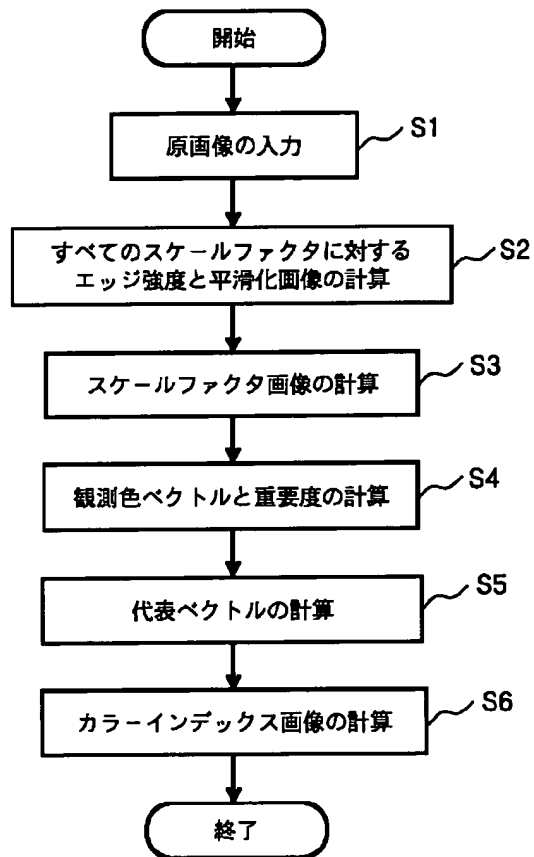 開始
原画像の入力
S1
すべてのスケールファクタに対する
エッジ強度と平滑化画像の計算
S2
スケールファクタ画像の計算
S3
観測色ベクトルと重要度の計算
S4
代表ベクトルの計算
S5
カラーインデックス画像の計算
S6
終了